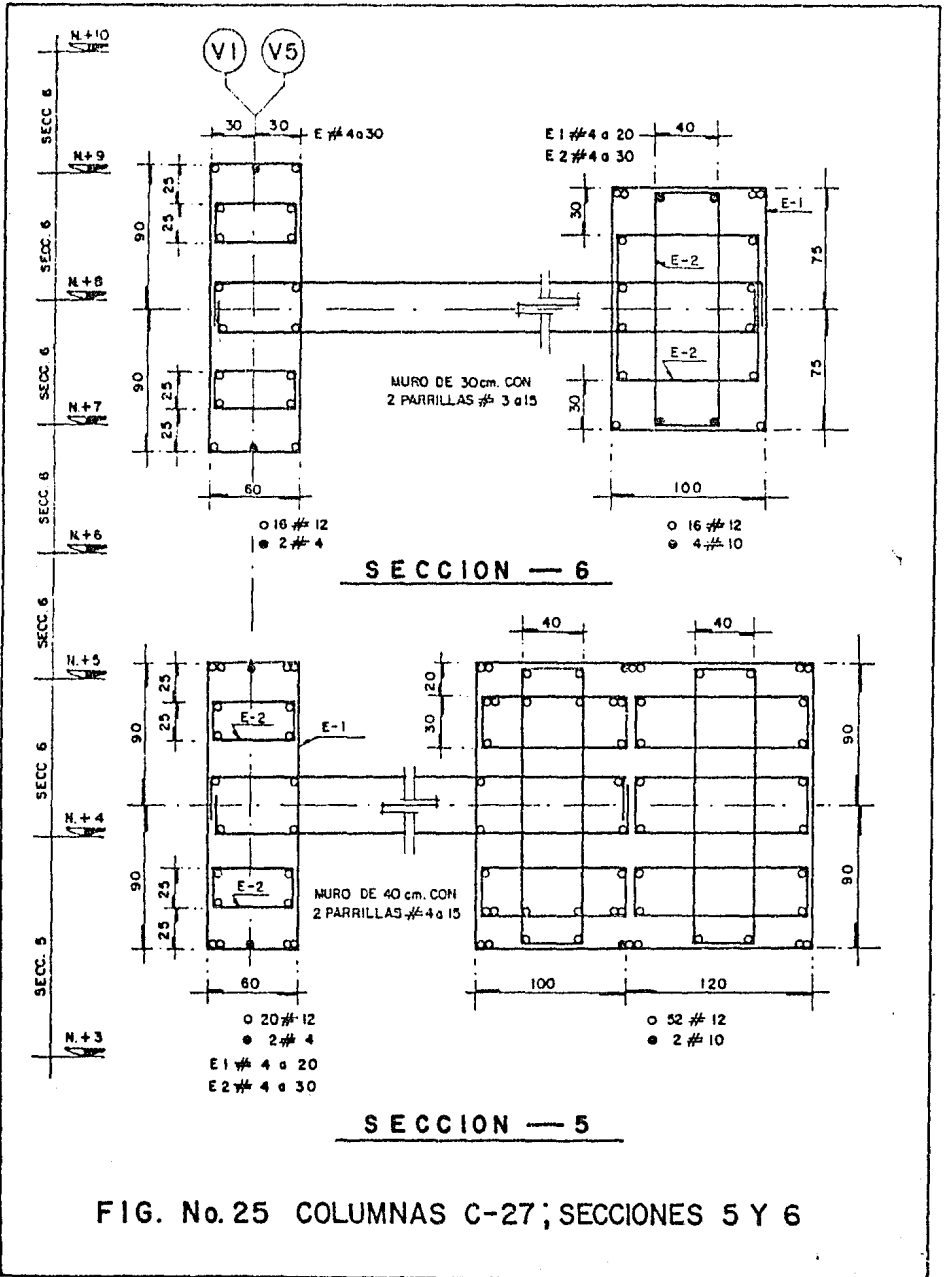 N.+10
SECC 6
N.+9
SECC. 6
N.+8
SECC 6
N.+7
SECC 6
N.+6
SECC. 6
N.+5
SECC 6
N.+4
SECC. 5
N.+3
V1 V5
30 30
E # 4 a 30
90
25
25
90
25
25
60
○ 16 # 12
● 2 # 4
E 1 # 4 a 20
E 2 # 4 a 30
40
E-1
30
E-2
75
E-2
75
30
MURO DE 30 cm. CON
2 PARRILLAS # 3 a 15
100
○ 16 # 12
● 4 # 10
SECCION — 6
90
25
25
E-2
E-1
90
25
25
E-2
60
○ 20 # 12
● 2 # 4
E 1 # 4 a 20
E 2 # 4 a 30
MURO DE 40 cm. CON
2 PARRILLAS # 4 a 15
40
40
20
30
90
90
100
120
○ 52 # 12
● 2 # 10
SECCION — 5
FIG. No. 25 COLUMNAS C-27; SECCIONES 5 Y 6